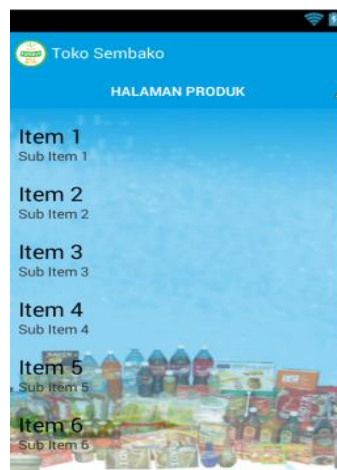 Toko Sembako
HALAMAN PRODUK
Item 1
Sub Item 1
Item 2
Sub Item 2
Item 3
Sub Item 3
Item 4
Sub Item 4
Item 5
Sub Item 5
Item 6
Sub Item 6